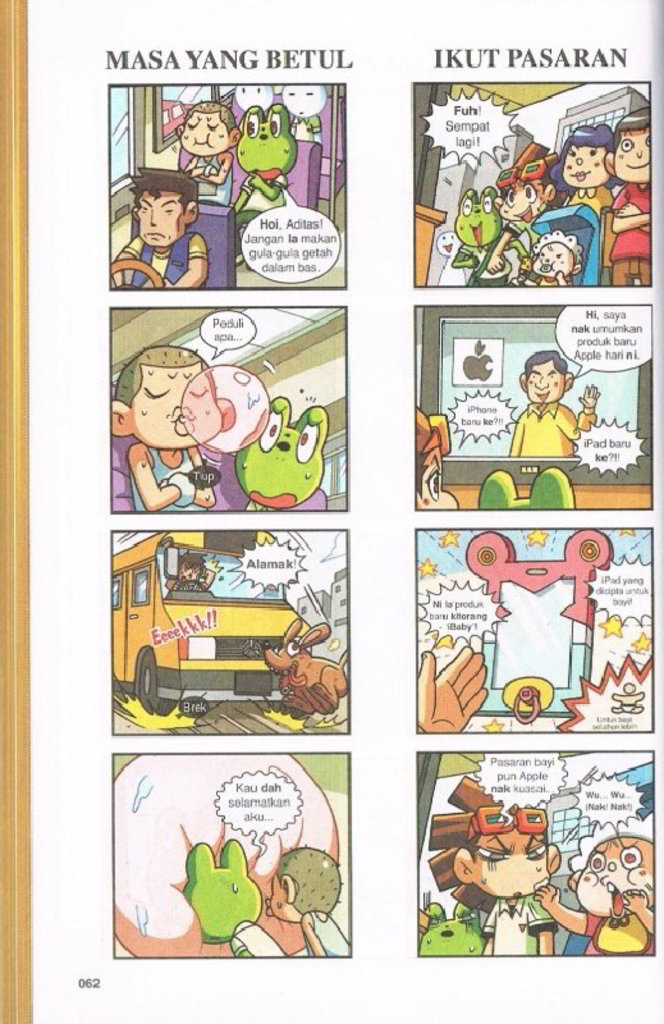 MASA YANG BETUL
Hoi, Aditas!
Jangan la makan
gula-gula getah
dalam bas.
Peduli
apa...
Tup
Alamak!
Eeeekkk!!
Brek
Kau dah
selamatkan
aku...
IKUT PASARAN
Fuh!
Sempat
lagi!
Hi, saya
nak umumkan
produk baru
Apple hari ni.
iPhone
baru ke?!!
iPad baru
ke?!!
iPad yang
dicipta untuk
bayi!
Ni la produk
baru kitorang
iBaby'!
Untuk bayi
setahun lebih
Pasaran bayi
pun Apple
nak kuasai...
Wu... Wu...
(Nak! Nak!)
062